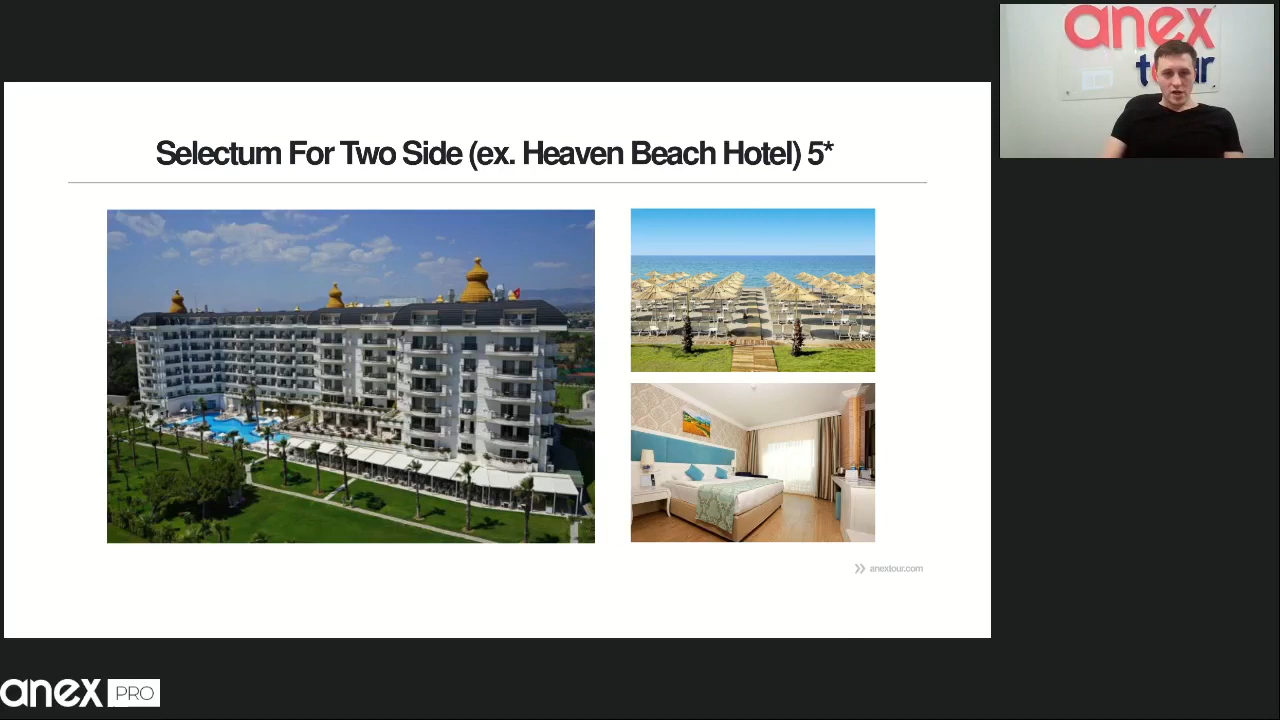 anex
tour
Selectum For Two Side (ex. Heaven Beach Hotel) 5*
anextour.com
anex PRO